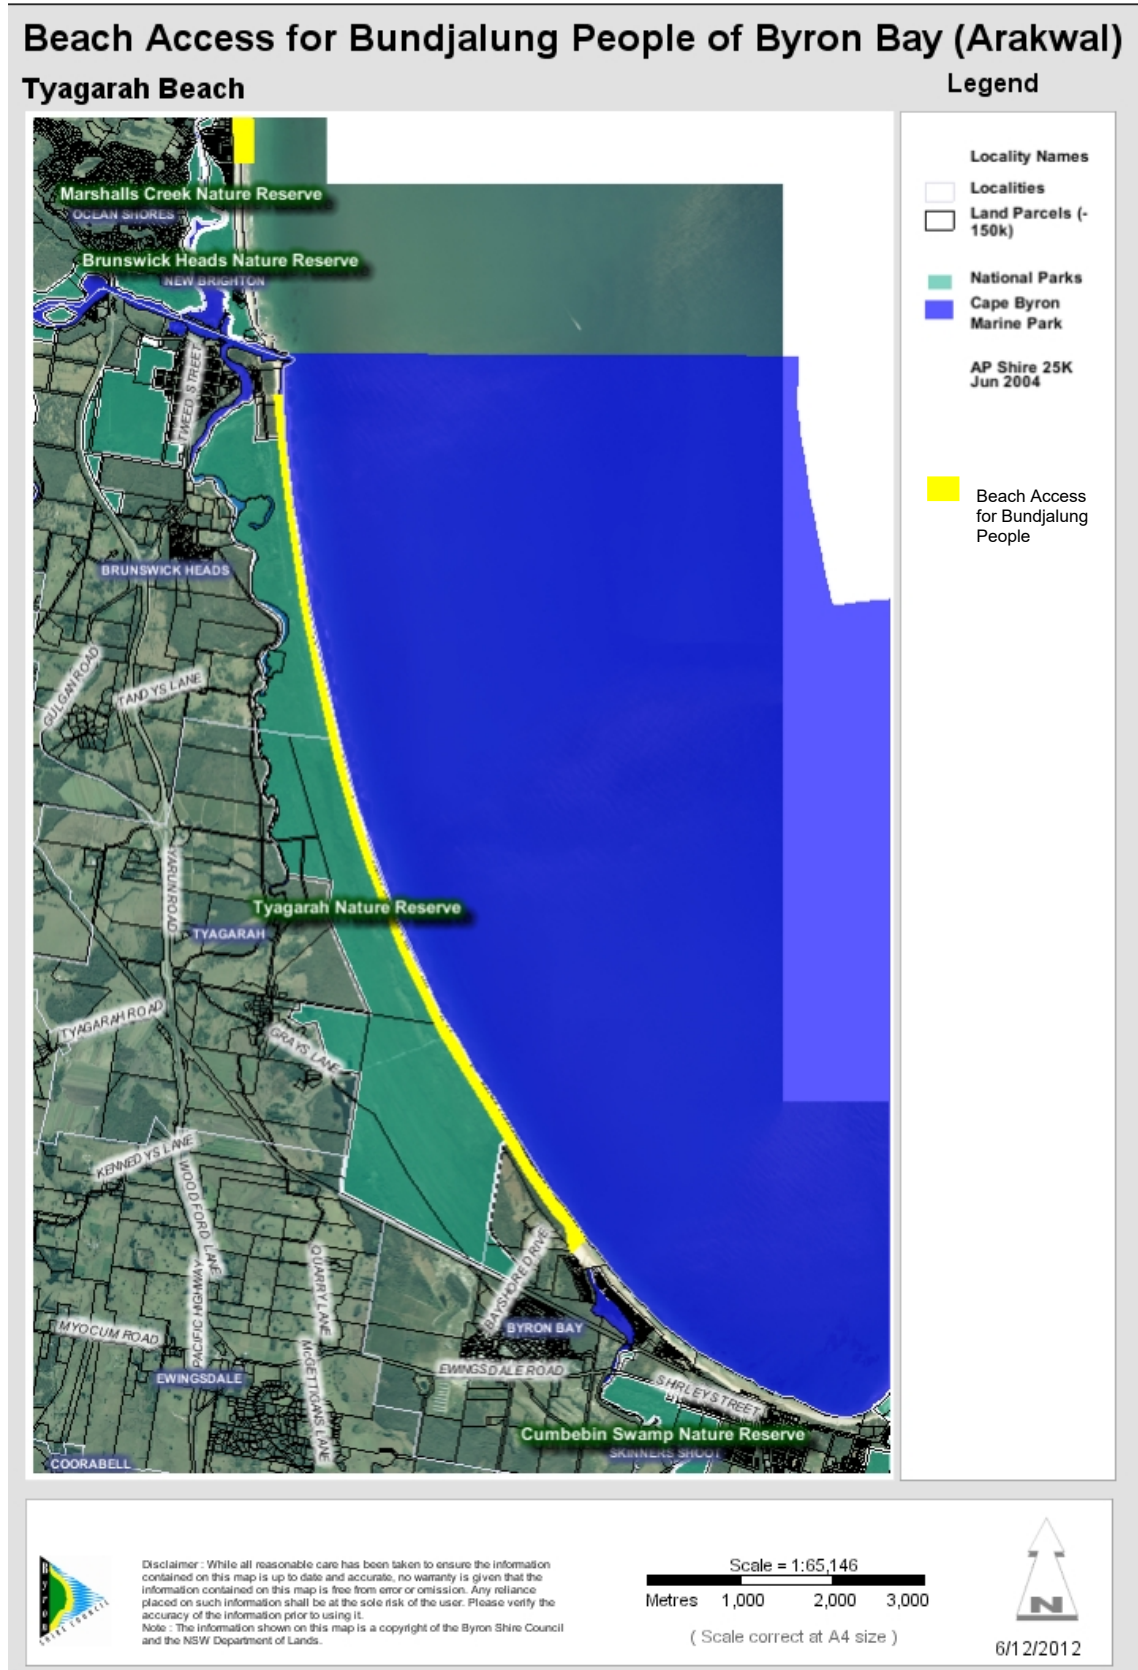 Beach Access for Bundjalung People of Byron Bay (Arakwal)
Tyagarah Beach
Legend
Locality Names
Localities
Land Parcels (-
150k)
National Parks
Cape Byron
Marine Park
AP Shire 25K
Jun 2004
Beach Access
for Bundjalung
People
Marshalls Creek Nature Reserve
OCEAN SHORES
Brunswick Heads Nature Reserve
NEW BRIGHTON
TWEED STREET
BRUNSWICK HEADS
GULGAN ROAD
TANDYS LANE
YARUN ROAD
Tyagarah Nature Reserve
TYAGARAH
TYAGARAH ROAD
GRAYS LANE
KENNEDYS LANE
WOODFORD LANE
QUARRY LANE
BAYSHORE DRIVE
PACIFIC HIGHWAY
MYOCUM ROAD
BYRON BAY
McGETTIGANS LANE
EWINGSDALE ROAD
EWINGSDALE
SHIRLEY STREET
Cumbebin Swamp Nature Reserve
SKINNERS SHOOT
COORABELL
Byron
SHIRE COUNCIL
Disclaimer : While all reasonable care has been taken to ensure the information
contained on this map is up to date and accurate, no warranty is given that the
information contained on this map is free from error or omission. Any reliance
placed on such information shall be at the sole risk of the user. Please verify the
accuracy of the information prior to using it.
Note : The information shown on this map is a copyright of the Byron Shire Council
and the NSW Department of Lands.
Scale = 1:65,146
Metres 1,000 2,000 3,000
( Scale correct at A4 size )
N
6/12/2012